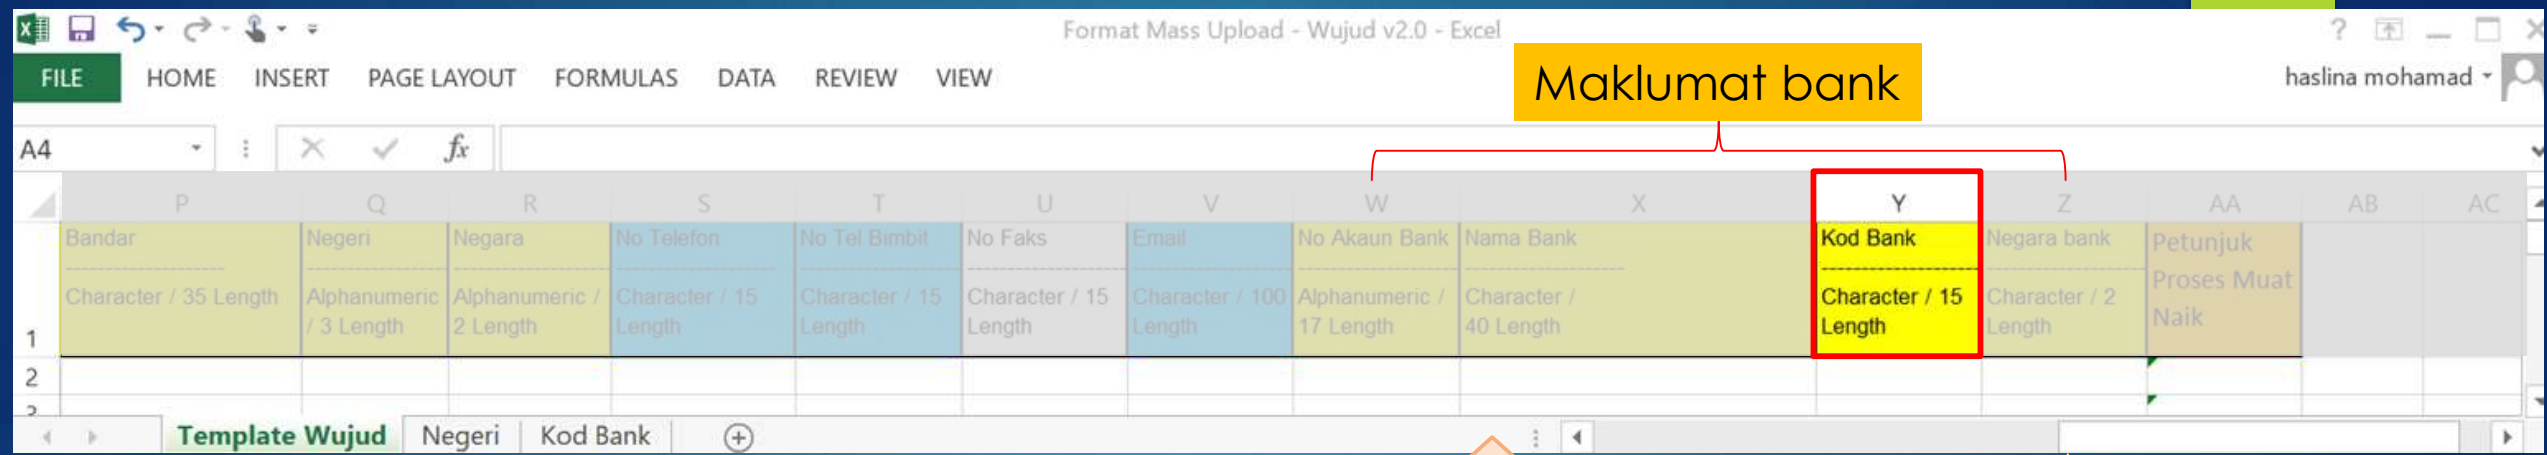 Format Mass Upload - Wujud v2.0 - Excel
FILE HOME INSERT PAGE LAYOUT FORMULAS DATA REVIEW VIEW
haslina mohamad
Maklumat bank
A4 fx
P Q R S T U V W X Y Z AA AB AC
1
Bandar
Character / 35 Length
Negeri
Alphanumeric
/ 3 Length
Negara
Alphanumeric /
2 Length
No Telefon
Character / 15
Length
No Tel Bimbit
Character / 15
Length
No Faks
Character / 15
Length
Email
Character / 100
Length
No Akaun Bank
Alphanumeric /
17 Length
Nama Bank
Character /
40 Length
Kod Bank
Character / 15
Length
Negara bank
Character / 2
Length
Petunjuk
Proses Muat
Naik
2
Template Wujud Negeri Kod Bank